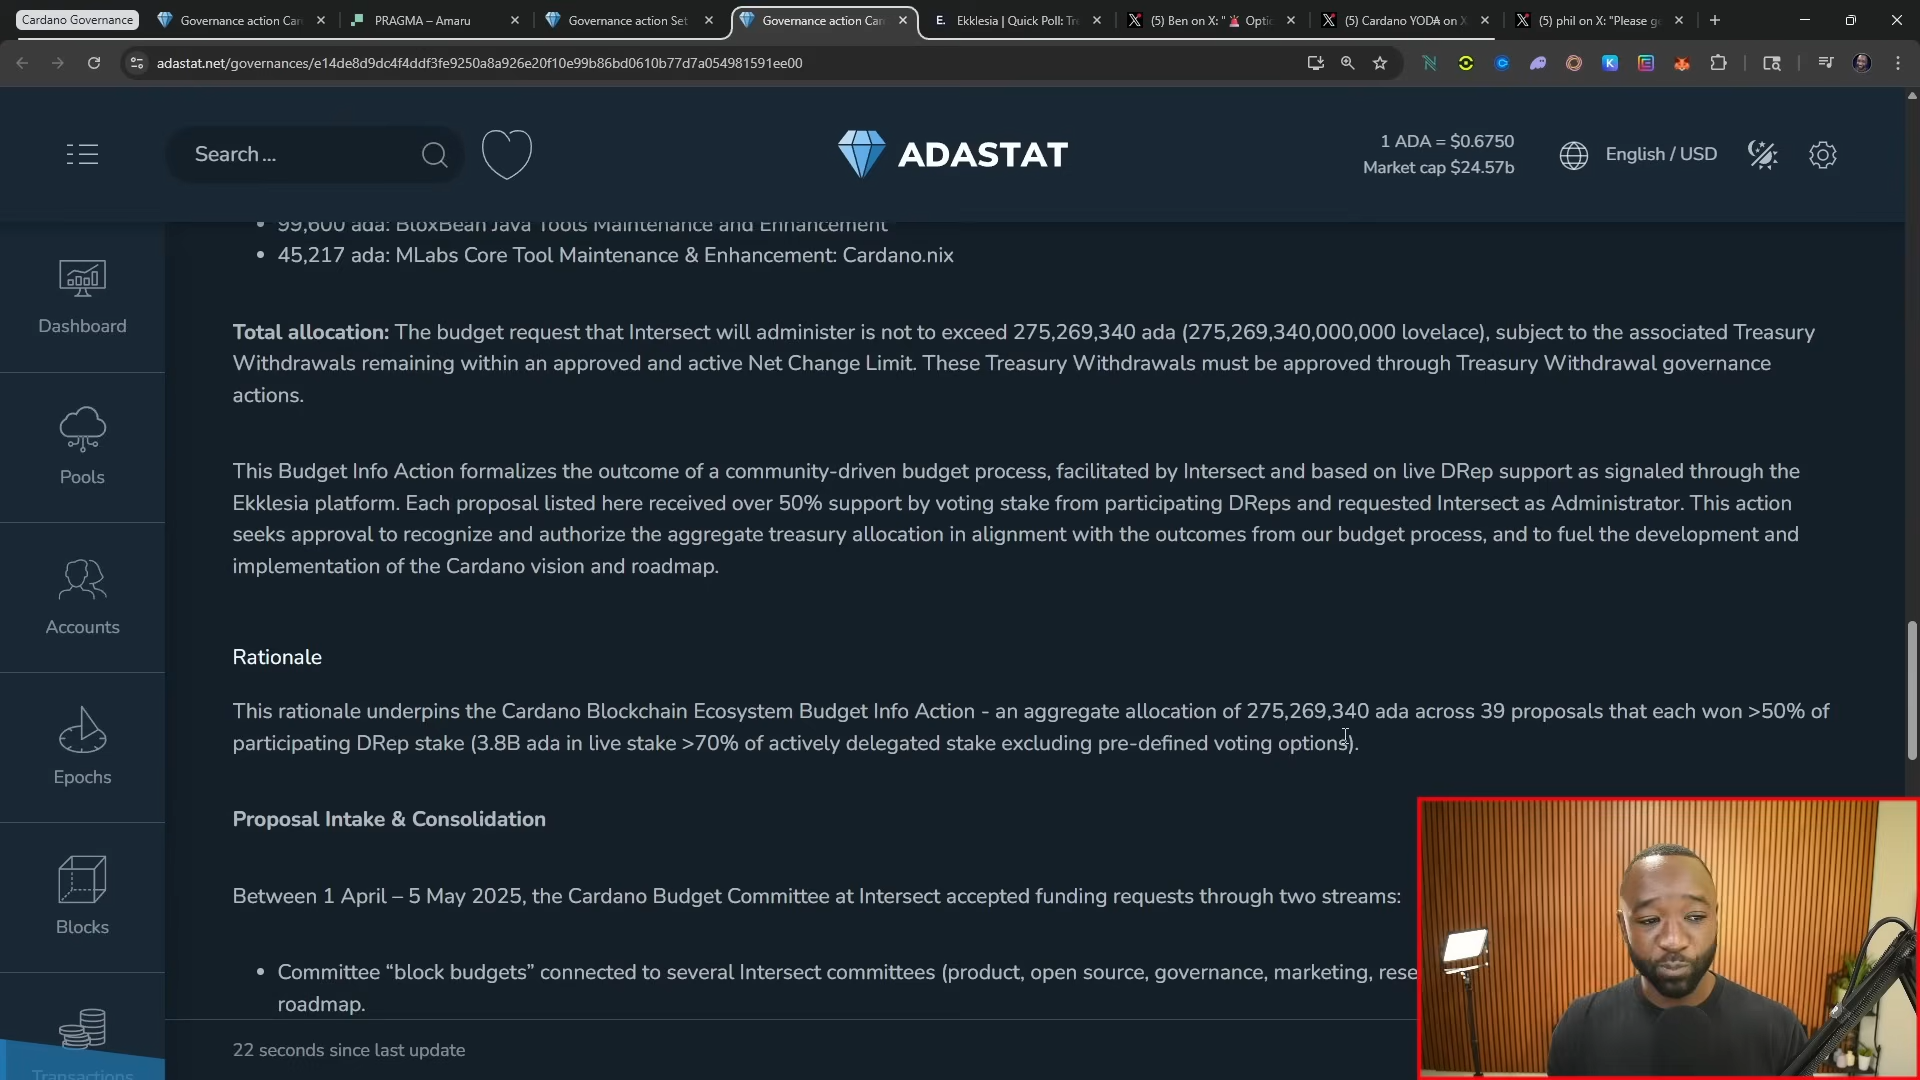 Cardano Governance
Governance action Car
PRAGMA – Amaru
Governance action Set
Governance action Car
Ekklesia | Quick Poll: Tre
(5) Ben on X: "🚨 Optic
(5) Cardano YODA on X
(5) phil on X: "Please g
adastat.net/governances/e14de8d9dc4f4ddf3fe9250a8a926e20f10e99b86bd0610b77d7a054981591ee00
Search ...
ADASTAT
1 ADA = $0.6750
Market cap $24.57b
English / USD
Dashboard
Pools
Accounts
Epochs
Blocks
Transactions
• 99,600 ada: BloxBean Java Tools Maintenance and Enhancement
• 45,217 ada: MLabs Core Tool Maintenance & Enhancement: Cardano.nix
Total allocation: The budget request that Intersect will administer is not to exceed 275,269,340 ada (275,269,340,000,000 lovelace), subject to the associated Treasury
Withdrawals remaining within an approved and active Net Change Limit. These Treasury Withdrawals must be approved through Treasury Withdrawal governance
actions.
This Budget Info Action formalizes the outcome of a community-driven budget process, facilitated by Intersect and based on live DRep support as signaled through the
Ekklesia platform. Each proposal listed here received over 50% support by voting stake from participating DReps and requested Intersect as Administrator. This action
seeks approval to recognize and authorize the aggregate treasury allocation in alignment with the outcomes from our budget process, and to fuel the development and
implementation of the Cardano vision and roadmap.
Rationale
This rationale underpins the Cardano Blockchain Ecosystem Budget Info Action - an aggregate allocation of 275,269,340 ada across 39 proposals that each won >50% of
participating DRep stake (3.8B ada in live stake >70% of actively delegated stake excluding pre-defined voting options).
Proposal Intake & Consolidation
Between 1 April – 5 May 2025, the Cardano Budget Committee at Intersect accepted funding requests through two streams:
• Committee “block budgets” connected to several Intersect committees (product, open source, governance, marketing, rese
roadmap.
22 seconds since last update